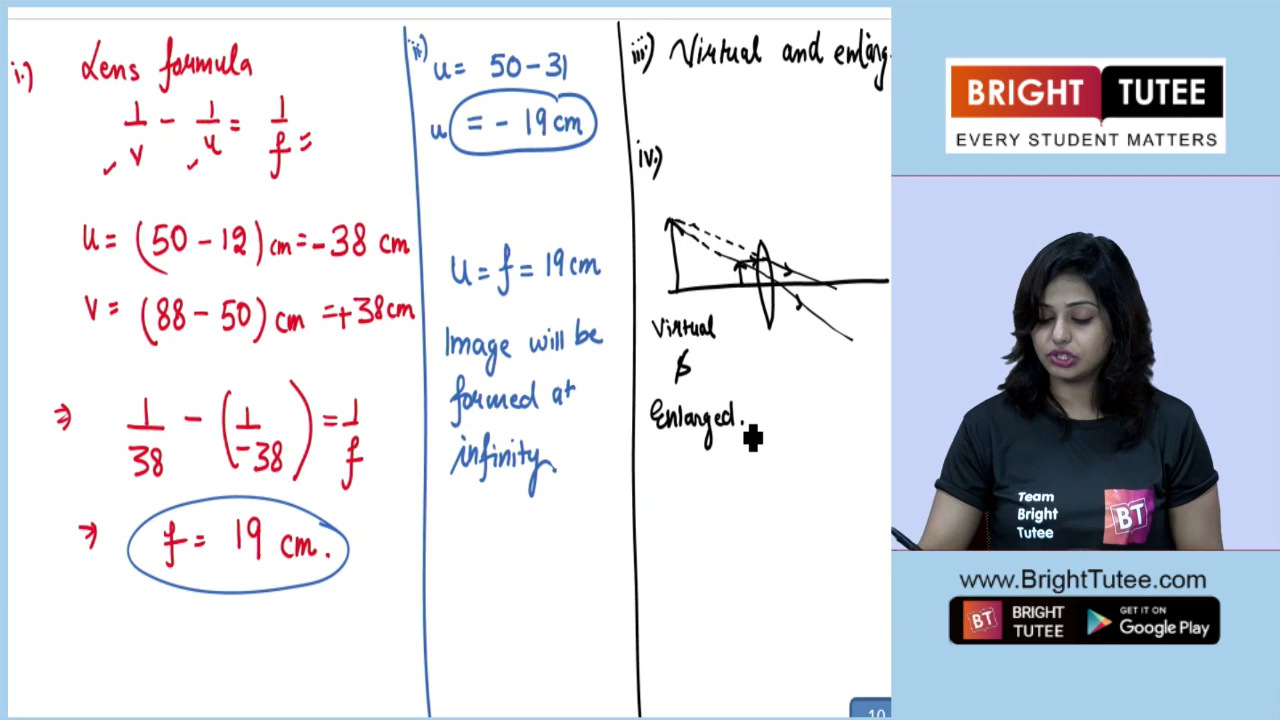 i.) Lens formula
1/v - 1/u = 1/f =
u = (50-12) cm = -38 cm
v = (88-50) cm = +38 cm
⇒ 1/38 - (1/-38) = 1/f
⇒ f = 19 cm.
ii)
u = 50-31
u = -19 cm
U = f = 19 cm
Image will be
formed at
infinity
iii) Virtual and enlarg
iv.)
Virtual
&
Enlarged.
10
BRIGHT TUTEE
EVERY STUDENT MATTERS
Team
Bright
Tutee
BT
www.BrightTutee.com
BT
BRIGHT
TUTEE
GET IT ON
Google Play